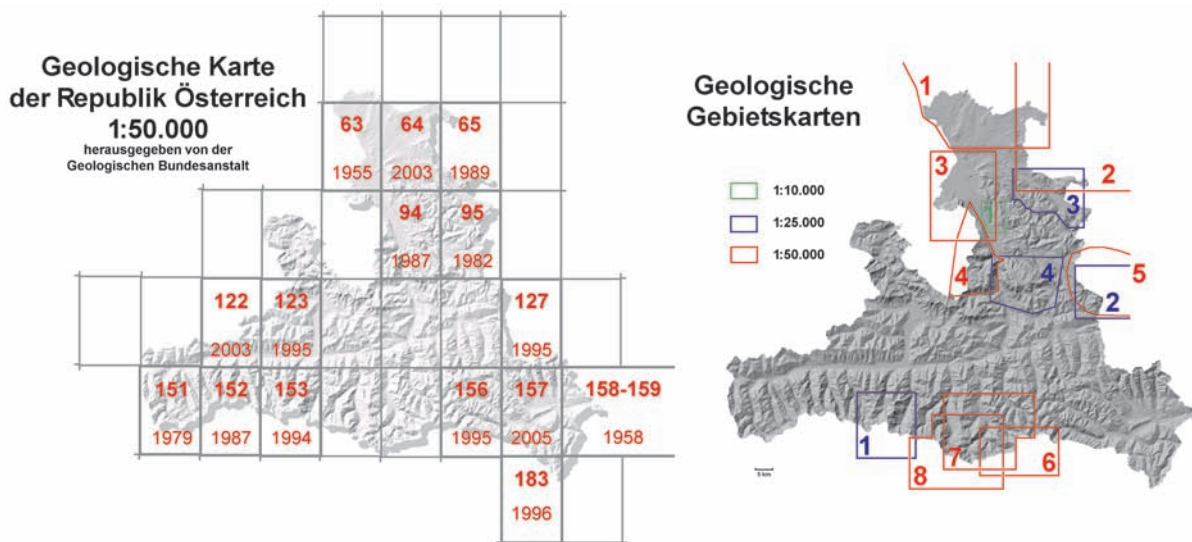 Geologische Karte
der Republik Österreich
1:50.000
herausgegeben von der
Geologischen Bundesanstalt
63 64 65
1955 2003 1989
94 95
1987 1982
122 123 127
2003 1995 1995
151 152 153 156 157 158-159
1979 1987 1994 1995 2005 1958
183
1996
Geologische
Gebietskarten
1:10.000
1:25.000
1:50.000
1
3
2
3
1
4
4
5
2
1
7
6
8
5 km